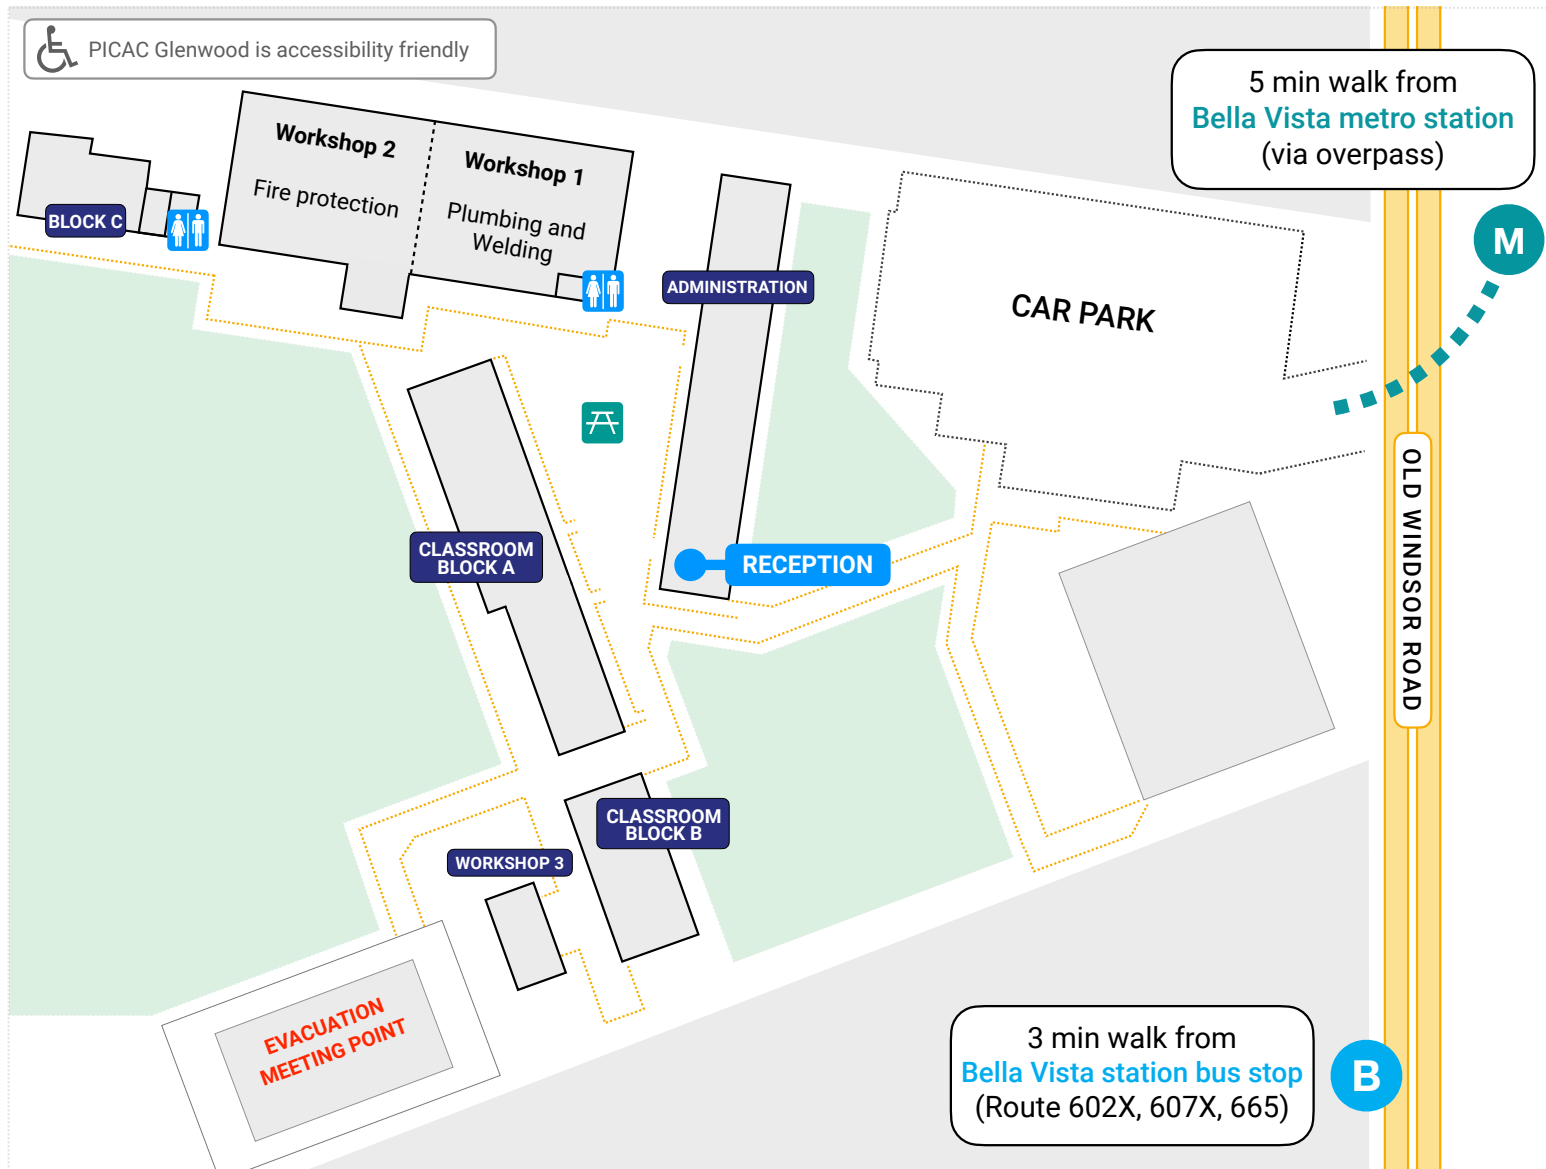 PICAC Glenwood is accessibility friendly
5 min walk from
Bella Vista metro station
(via overpass)
M
Workshop 2
Fire protection
Workshop 1
Plumbing and
Welding
BLOCK C
ADMINISTRATION
CAR PARK
OLD WINDSOR ROAD
CLASSROOM
BLOCK A
RECEPTION
CLASSROOM
BLOCK B
WORKSHOP 3
EVACUATION
MEETING POINT
3 min walk from
Bella Vista station bus stop
(Route 602X, 607X, 665)
B